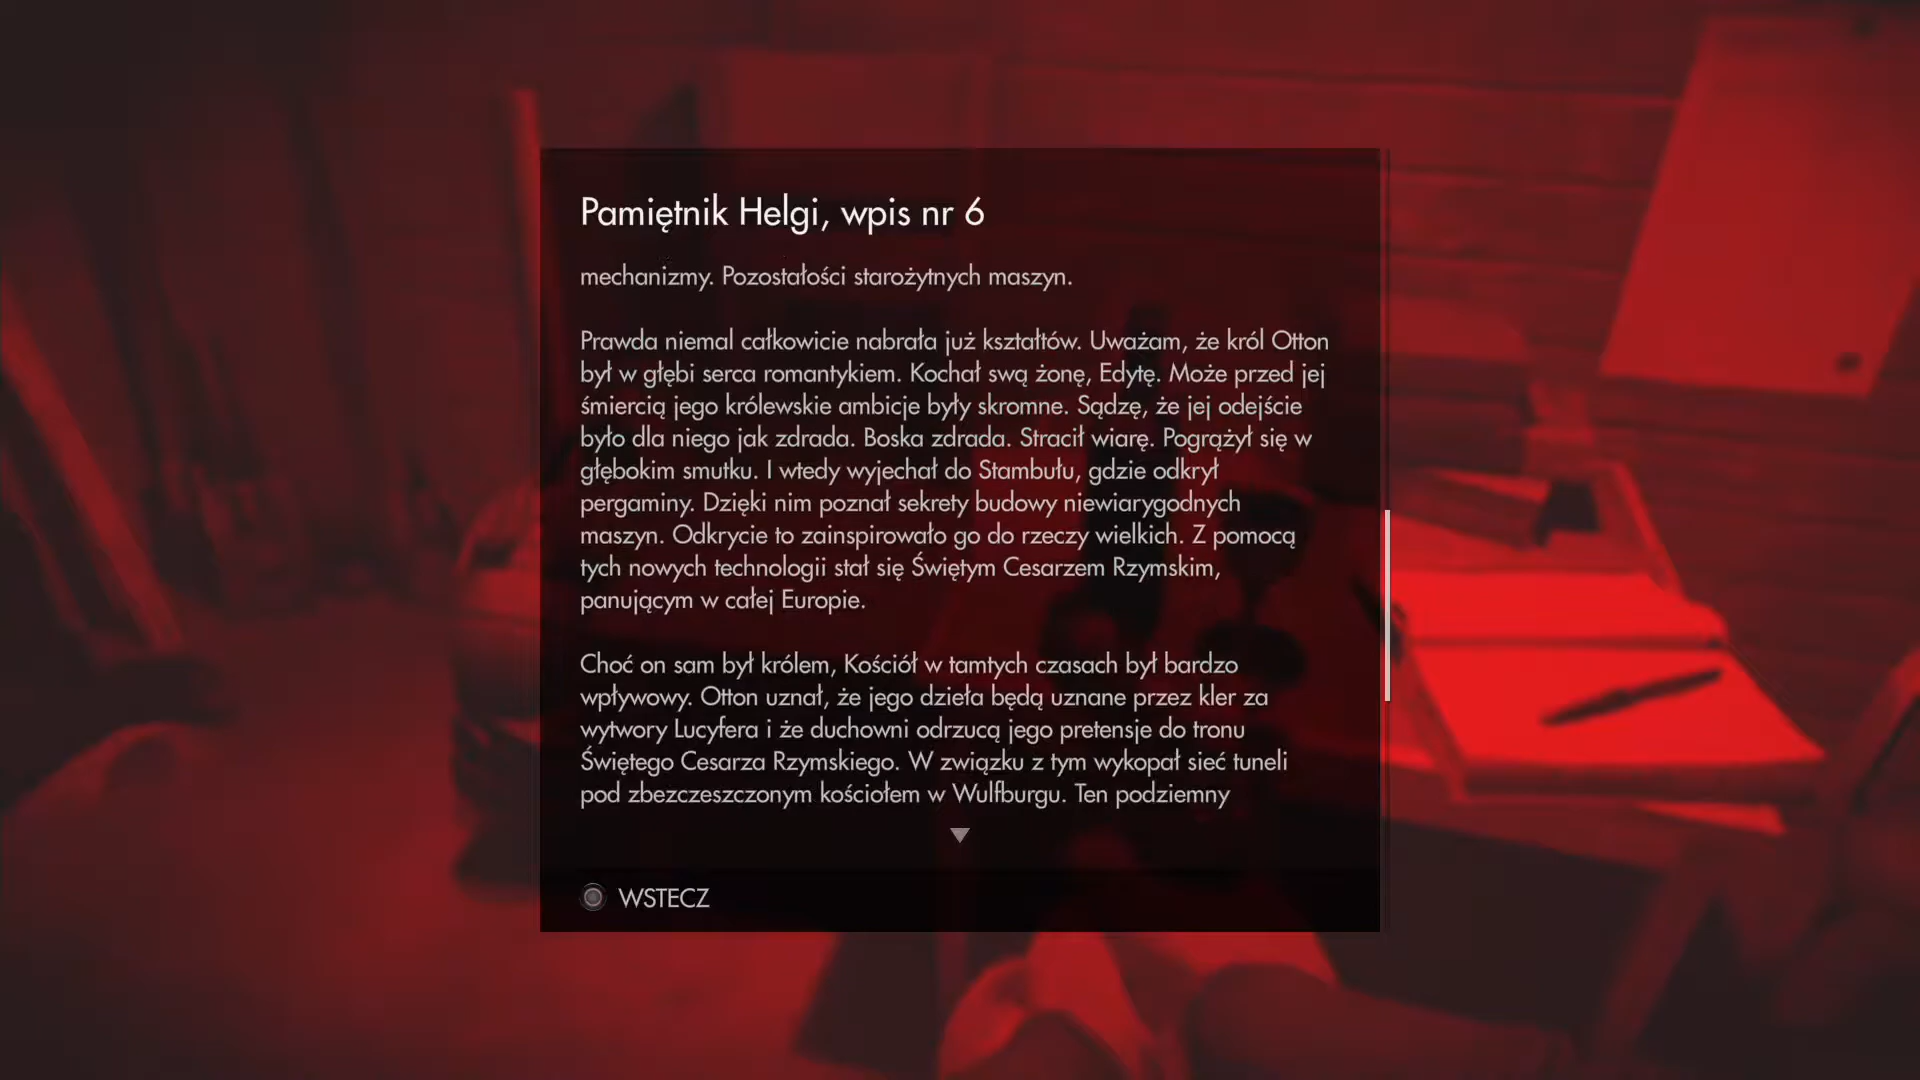 Pamiętnik Helgi, wpis nr 6
mechanizmy. Pozostałości starożytnych maszyn.
Prawda niemal całkowicie nabrała już kształtów. Uważam, że król Otton
był w głębi serca romantykiem. Kochał swą żonę, Edytę. Może przed jej
śmiercią jego królewskie ambicje były skromne. Sądzę, że jej odejście
było dla niego jak zdrada. Boska zdrada. Stracił wiarę. Pogrążył się w
głębokim smutku. I wtedy wyjechał do Stambułu, gdzie odkrył
pergaminy. Dzięki nim poznał sekrety budowy niewiarygodnych
maszyn. Odkrycie to zainspirowało go do rzeczy wielkich. Z pomocą
tych nowych technologii stał się Świętym Cesarzem Rzymskim,
panującym w całej Europie.
Choć on sam był królem, Kościół w tamtych czasach był bardzo
wpływowy. Otton uznał, że jego dzieła będą uznane przez kler za
wytwory Lucyfera i że duchowni odrzucą jego pretensje do tronu
Świętego Cesarza Rzymskiego. W związku z tym wykopał sieć tuneli
pod zbezczeszczonym kościołem w Wulfburgu. Ten podziemny
WSTECZ